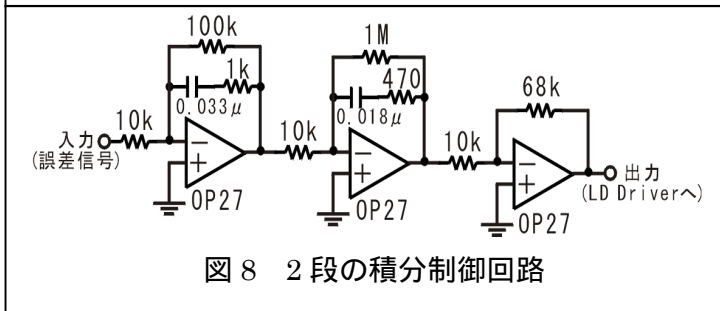 100k
1k
0.033μ
10k
入力
(誤差信号)
OP27
1M
470
0.018μ
10k
OP27
68k
10k
OP27
出力
(LD Driverへ)
図8 2段の積分制御回路